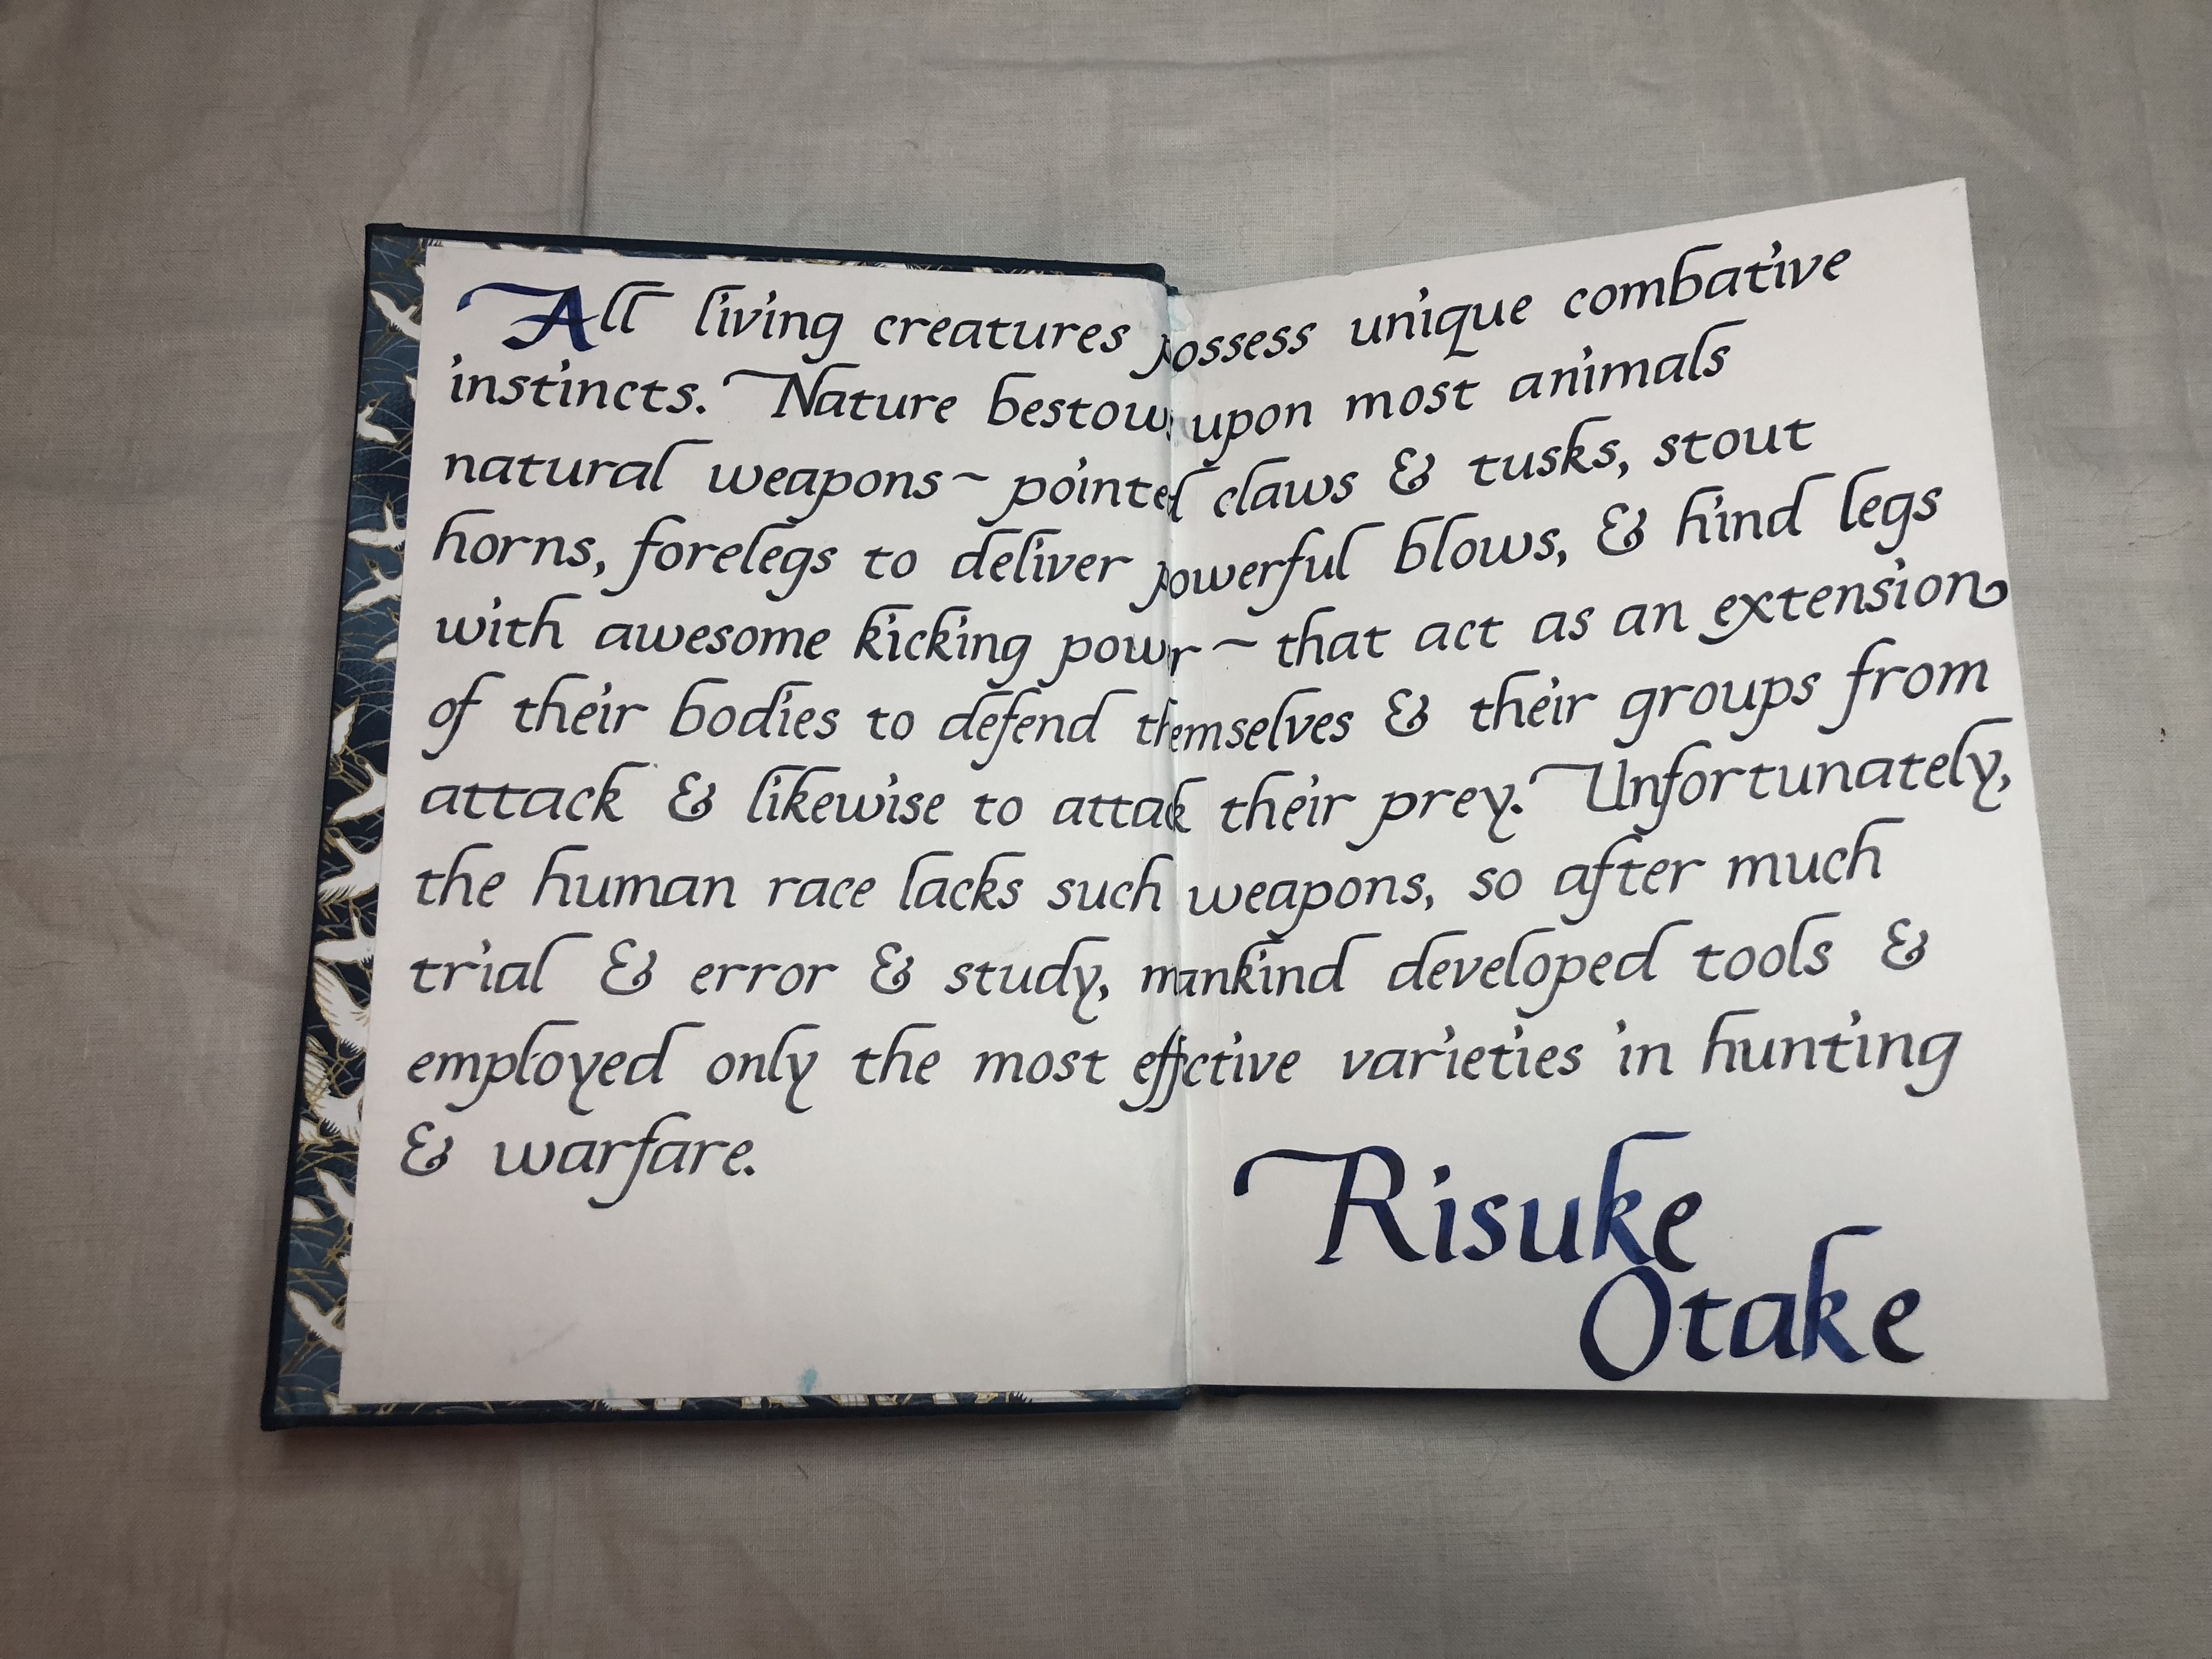 All living creatures possess unique combative
instincts. Nature bestows upon most animals
natural weapons~ pointed claws & tusks, stout
horns, forelegs to deliver powerful blows, & hind legs
with awesome kicking power ~ that act as an extension
of their bodies to defend themselves & their groups from
attack & likewise to attack their prey. Unfortunately,
the human race lacks such weapons, so after much
trial & error & study, mankind developed tools &
employed only the most effective varieties in hunting
& warfare.
Risuke
Otake